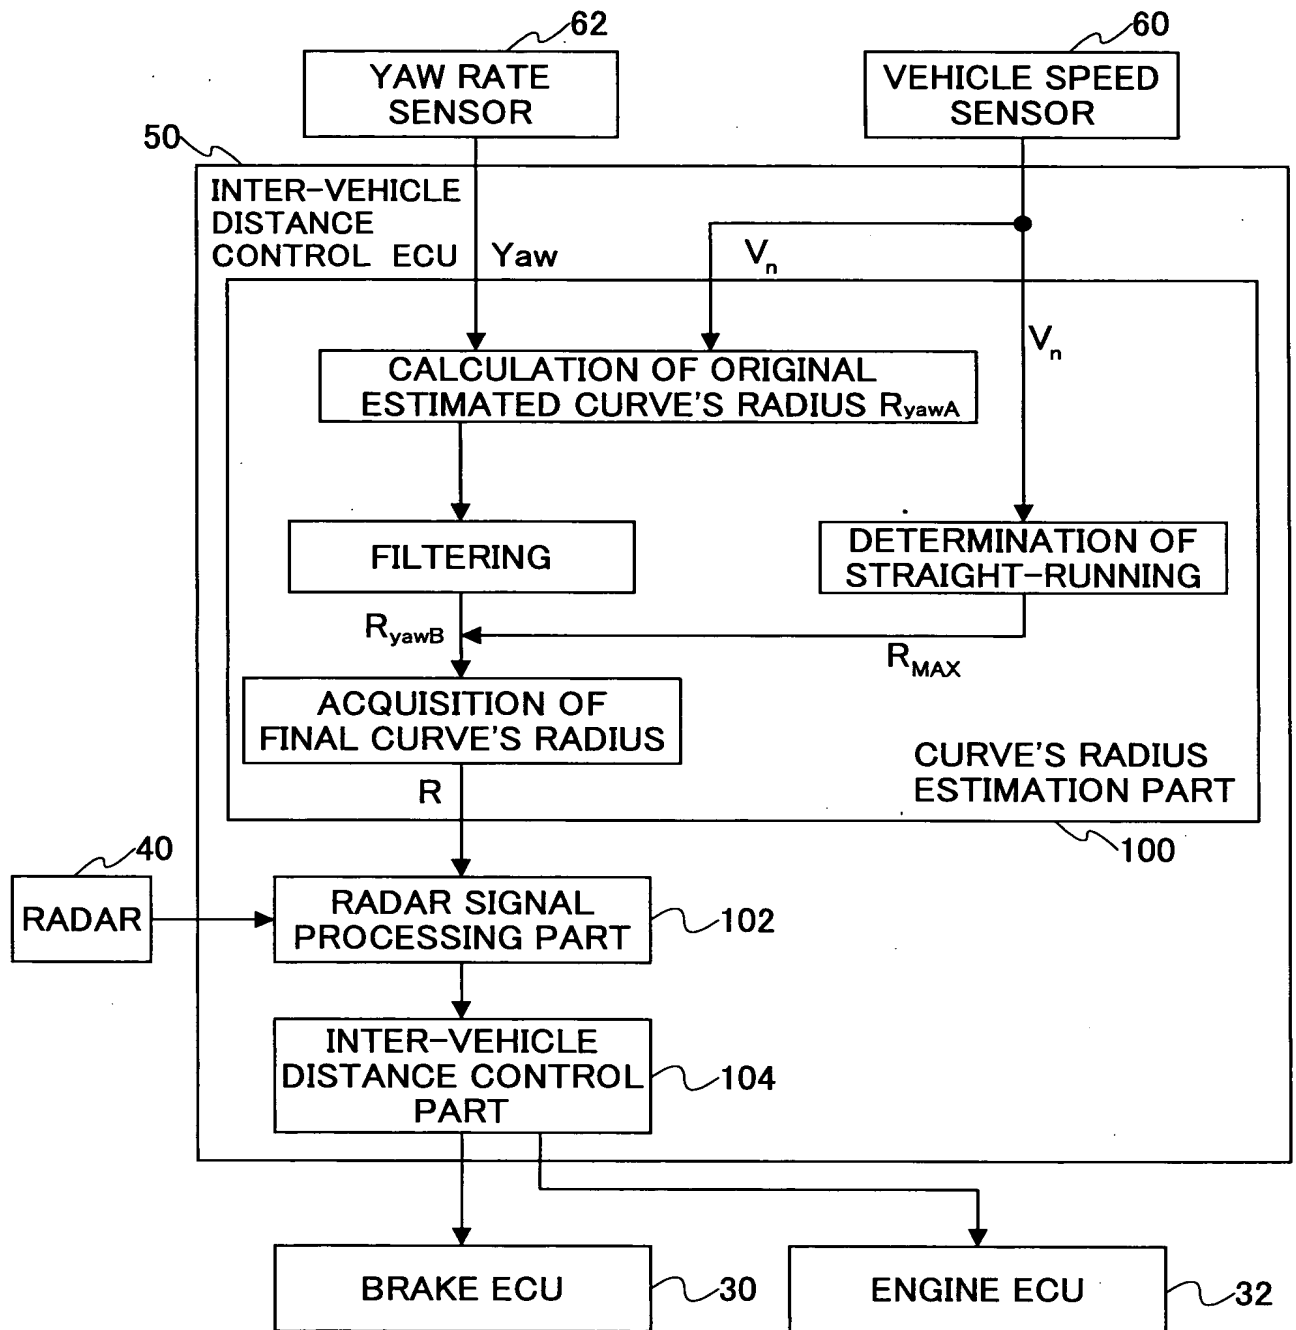 62
60
YAW RATE
SENSOR
VEHICLE SPEED
SENSOR
50
INTER-VEHICLE
DISTANCE
CONTROL ECU
Yaw
Vn
Vn
CALCULATION OF ORIGINAL
ESTIMATED CURVE'S RADIUS RyawA
FILTERING
DETERMINATION OF
STRAIGHT-RUNNING
RyawB
RMAX
ACQUISITION OF
FINAL CURVE'S RADIUS
CURVE'S RADIUS
ESTIMATION PART
R
100
40
RADAR
RADAR SIGNAL
PROCESSING PART
102
INTER-VEHICLE
DISTANCE CONTROL
PART
104
BRAKE ECU
30
ENGINE ECU
32